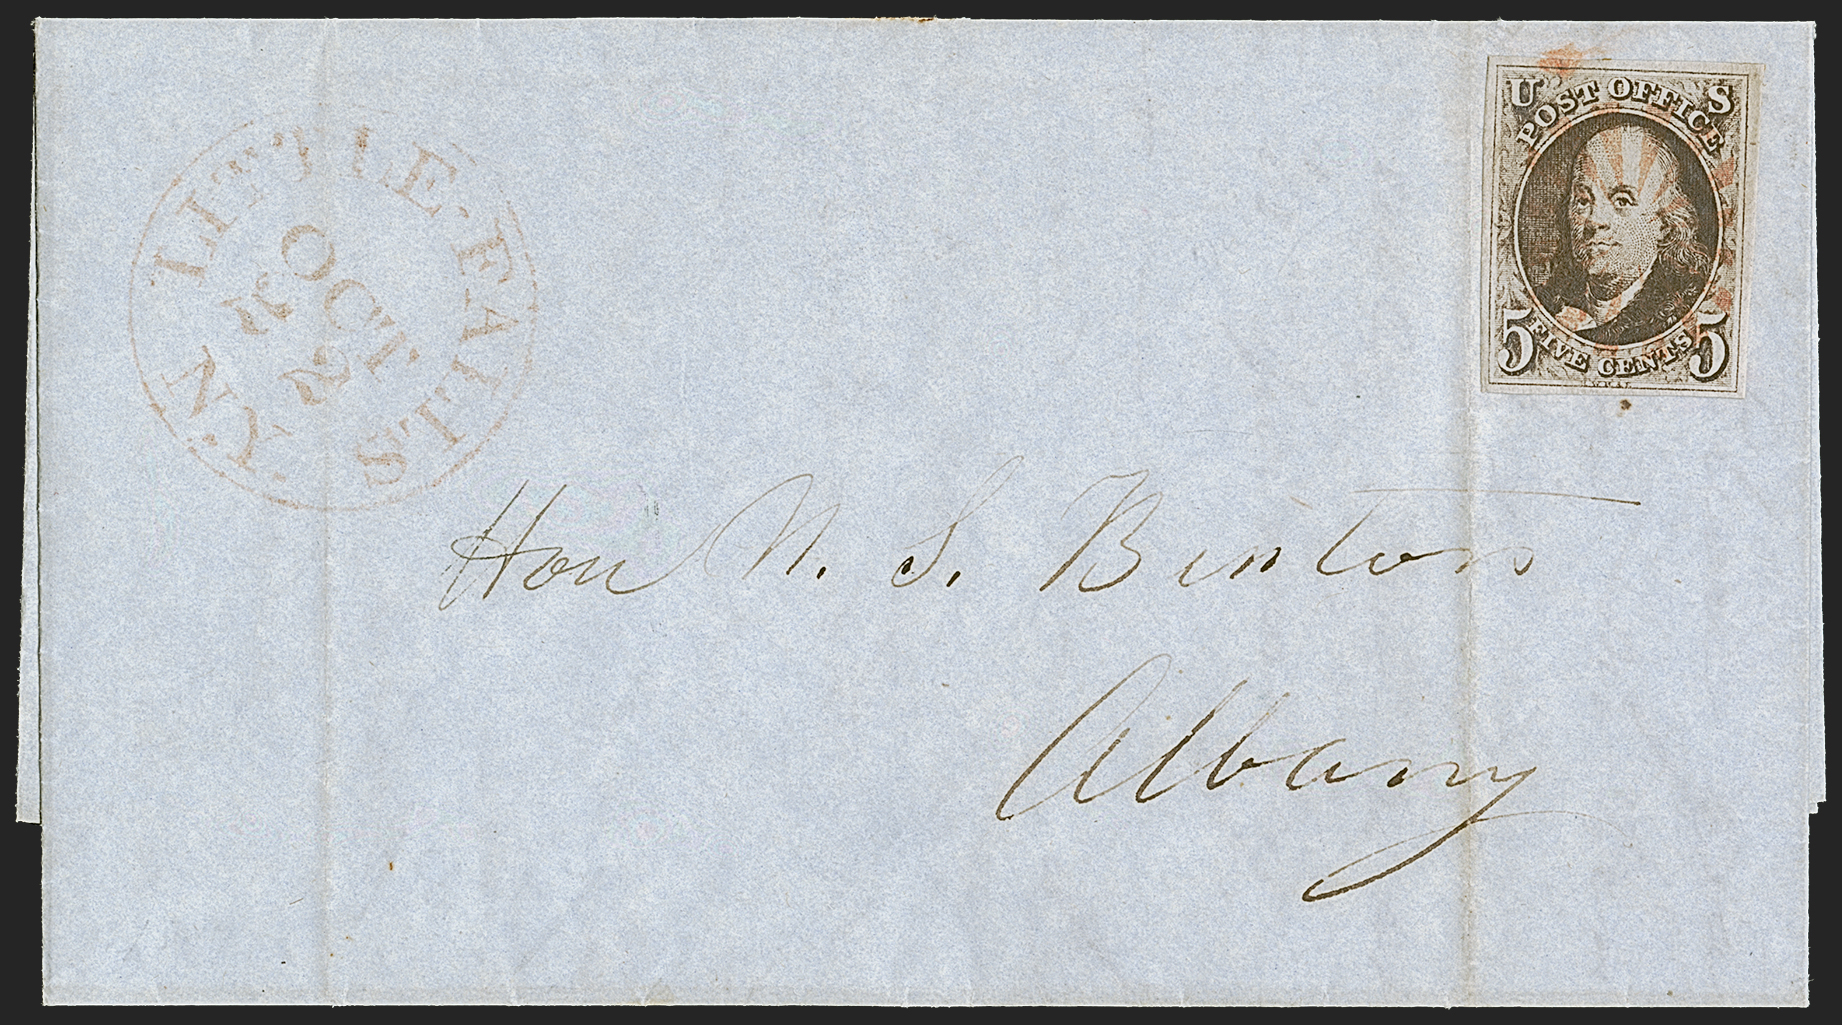 LITTLE-FALLS
N.Y.
OCT
2
U S
POST OFFICE
5 FIVE CENTS 5
Hon N. S. Benton
Albany